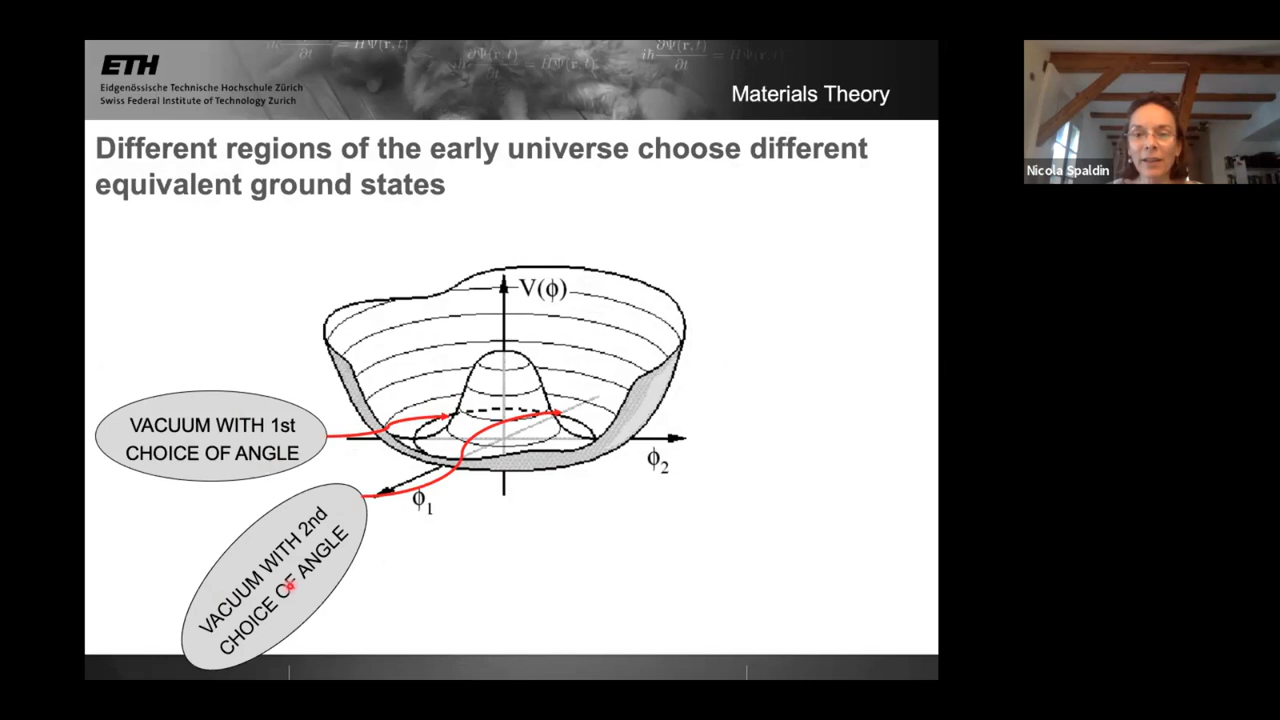 ETH
Eidgenössische Technische Hochschule Zürich
Swiss Federal Institute of Technology Zurich
Materials Theory
Different regions of the early universe choose different
equivalent ground states
V(ϕ)
ϕ₂
ϕ₁
VACUUM WITH 1st
CHOICE OF ANGLE
VACUUM WITH 2nd
CHOICE OF ANGLE
Nicola Spaldin